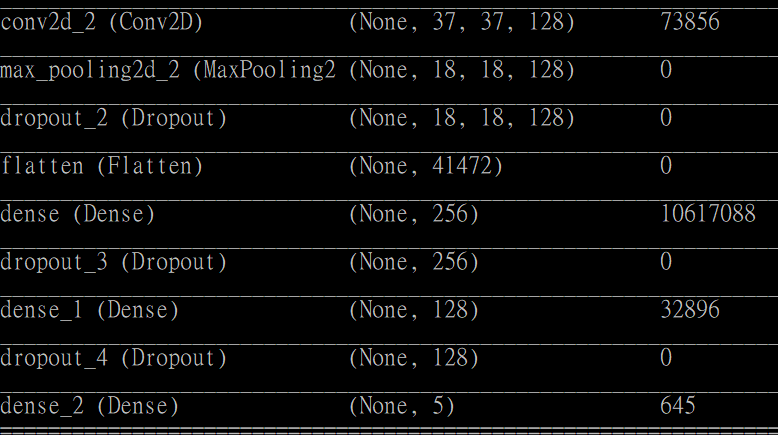 conv2d_2 (Conv2D) (None, 37, 37, 128) 73856
max_pooling2d_2 (MaxPooling2 (None, 18, 18, 128) 0
dropout_2 (Dropout) (None, 18, 18, 128) 0
flatten (Flatten) (None, 41472) 0
dense (Dense) (None, 256) 10617088
dropout_3 (Dropout) (None, 256) 0
dense_1 (Dense) (None, 128) 32896
dropout_4 (Dropout) (None, 128) 0
dense_2 (Dense) (None, 5) 645